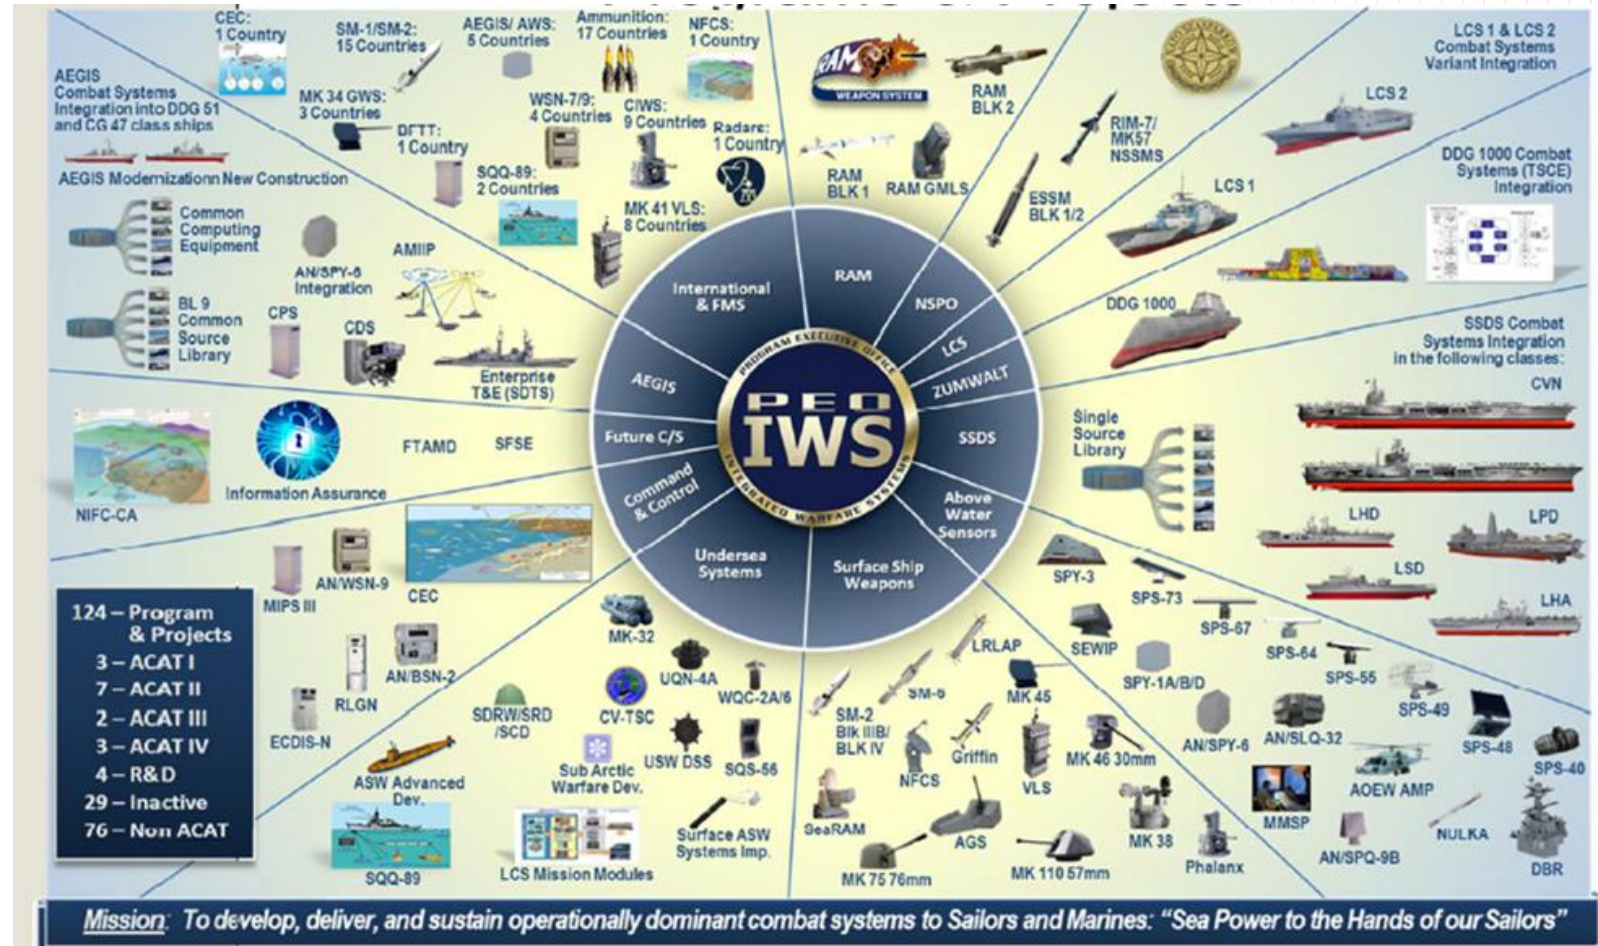 CEC:
1 Country
SM-1/SM-2:
15 Countries
AEGIS/ AWS:
5 Countries
Ammunition:
17 Countries
NFCS:
1 Country
MK 34 GWS:
3 Countries
DFTT:
1 Country
WSN-7/9:
4 Countries
CIWS:
9 Countries
Radars:
1 Country
SQQ-89:
2 Countries
MK 41 VLS:
8 Countries
RAM
WEAPON SYSTEM
RAM
BLK 2
RAM
BLK 1
RAM GMLS
RIM-7/
MK57
NSSMS
ESSM
BLK 1/2
LCS 1 & LCS 2
Combat Systems
Variant Integration
LCS 2
LCS 1
DDG 1000 Combat
Systems (TSCE)
Integration
DDG 1000
SSDS Combat
Systems Integration
in the following classes:
CVN
Single
Source
Library
LHD
LPD
LSD
LHA
AEGIS
Combat Systems
Integration into DDG 51
and CG 47 class ships
AEGIS Modernizationn New Construction
Common
Computing
Equipment
AN/SPY-6
Integration
AMIIP
BL 9
Common
Source
Library
CPS
CDS
Enterprise
T&E (SDTS)
International
& FMS
RAM
NSPO
LCS
ZUMWALT
SSDS
Above
Water
Sensors
Surface Ship
Weapons
Undersea
Systems
Command
& Control
Future C/S
AEGIS
PROGRAM EXECUTIVE OFFICE
PEO
IWS
INTEGRATED WARFARE SYSTEMS
NIFC-CA
Information Assurance
FTAMD
SFSE
MIPS III
AN/WSN-9
CEC
RLGN
AN/BSN-2
ECDIS-N
124 – Program
& Projects
3 – ACAT I
7 – ACAT II
2 – ACAT III
3 – ACAT IV
4 – R&D
29 – Inactive
76 – Non ACAT
MK-32
UQN-4A
WQC-2A/6
SDRW/SRD
/SCD
CV-TSC
USW DSS
SQS-56
ASW Advanced
Dev.
Sub Arctic
Warfare Dev.
SQQ-89
LCS Mission Modules
Surface ASW
Systems Imp.
LRLAP
SM-6
MK 45
SM-2
Blk IIIB/
BLK IV
NFCS
Griffin
VLS
MK 46 30mm
SeaRAM
AGS
MK 38
MK 75 76mm
MK 110 57mm
Phalanx
SPY-3
SPS-73
SPS-67
SEWIP
SPS-64
SPY-1A/B/D
SPS-55
SPS-49
AN/SPY-6
AN/SLQ-32
SPS-48
SPS-40
AOEW AMP
MMSP
AN/SPQ-9B
NULKA
DBR
Mission: To develop, deliver, and sustain operationally dominant combat systems to Sailors and Marines: “Sea Power to the Hands of our Sailors”